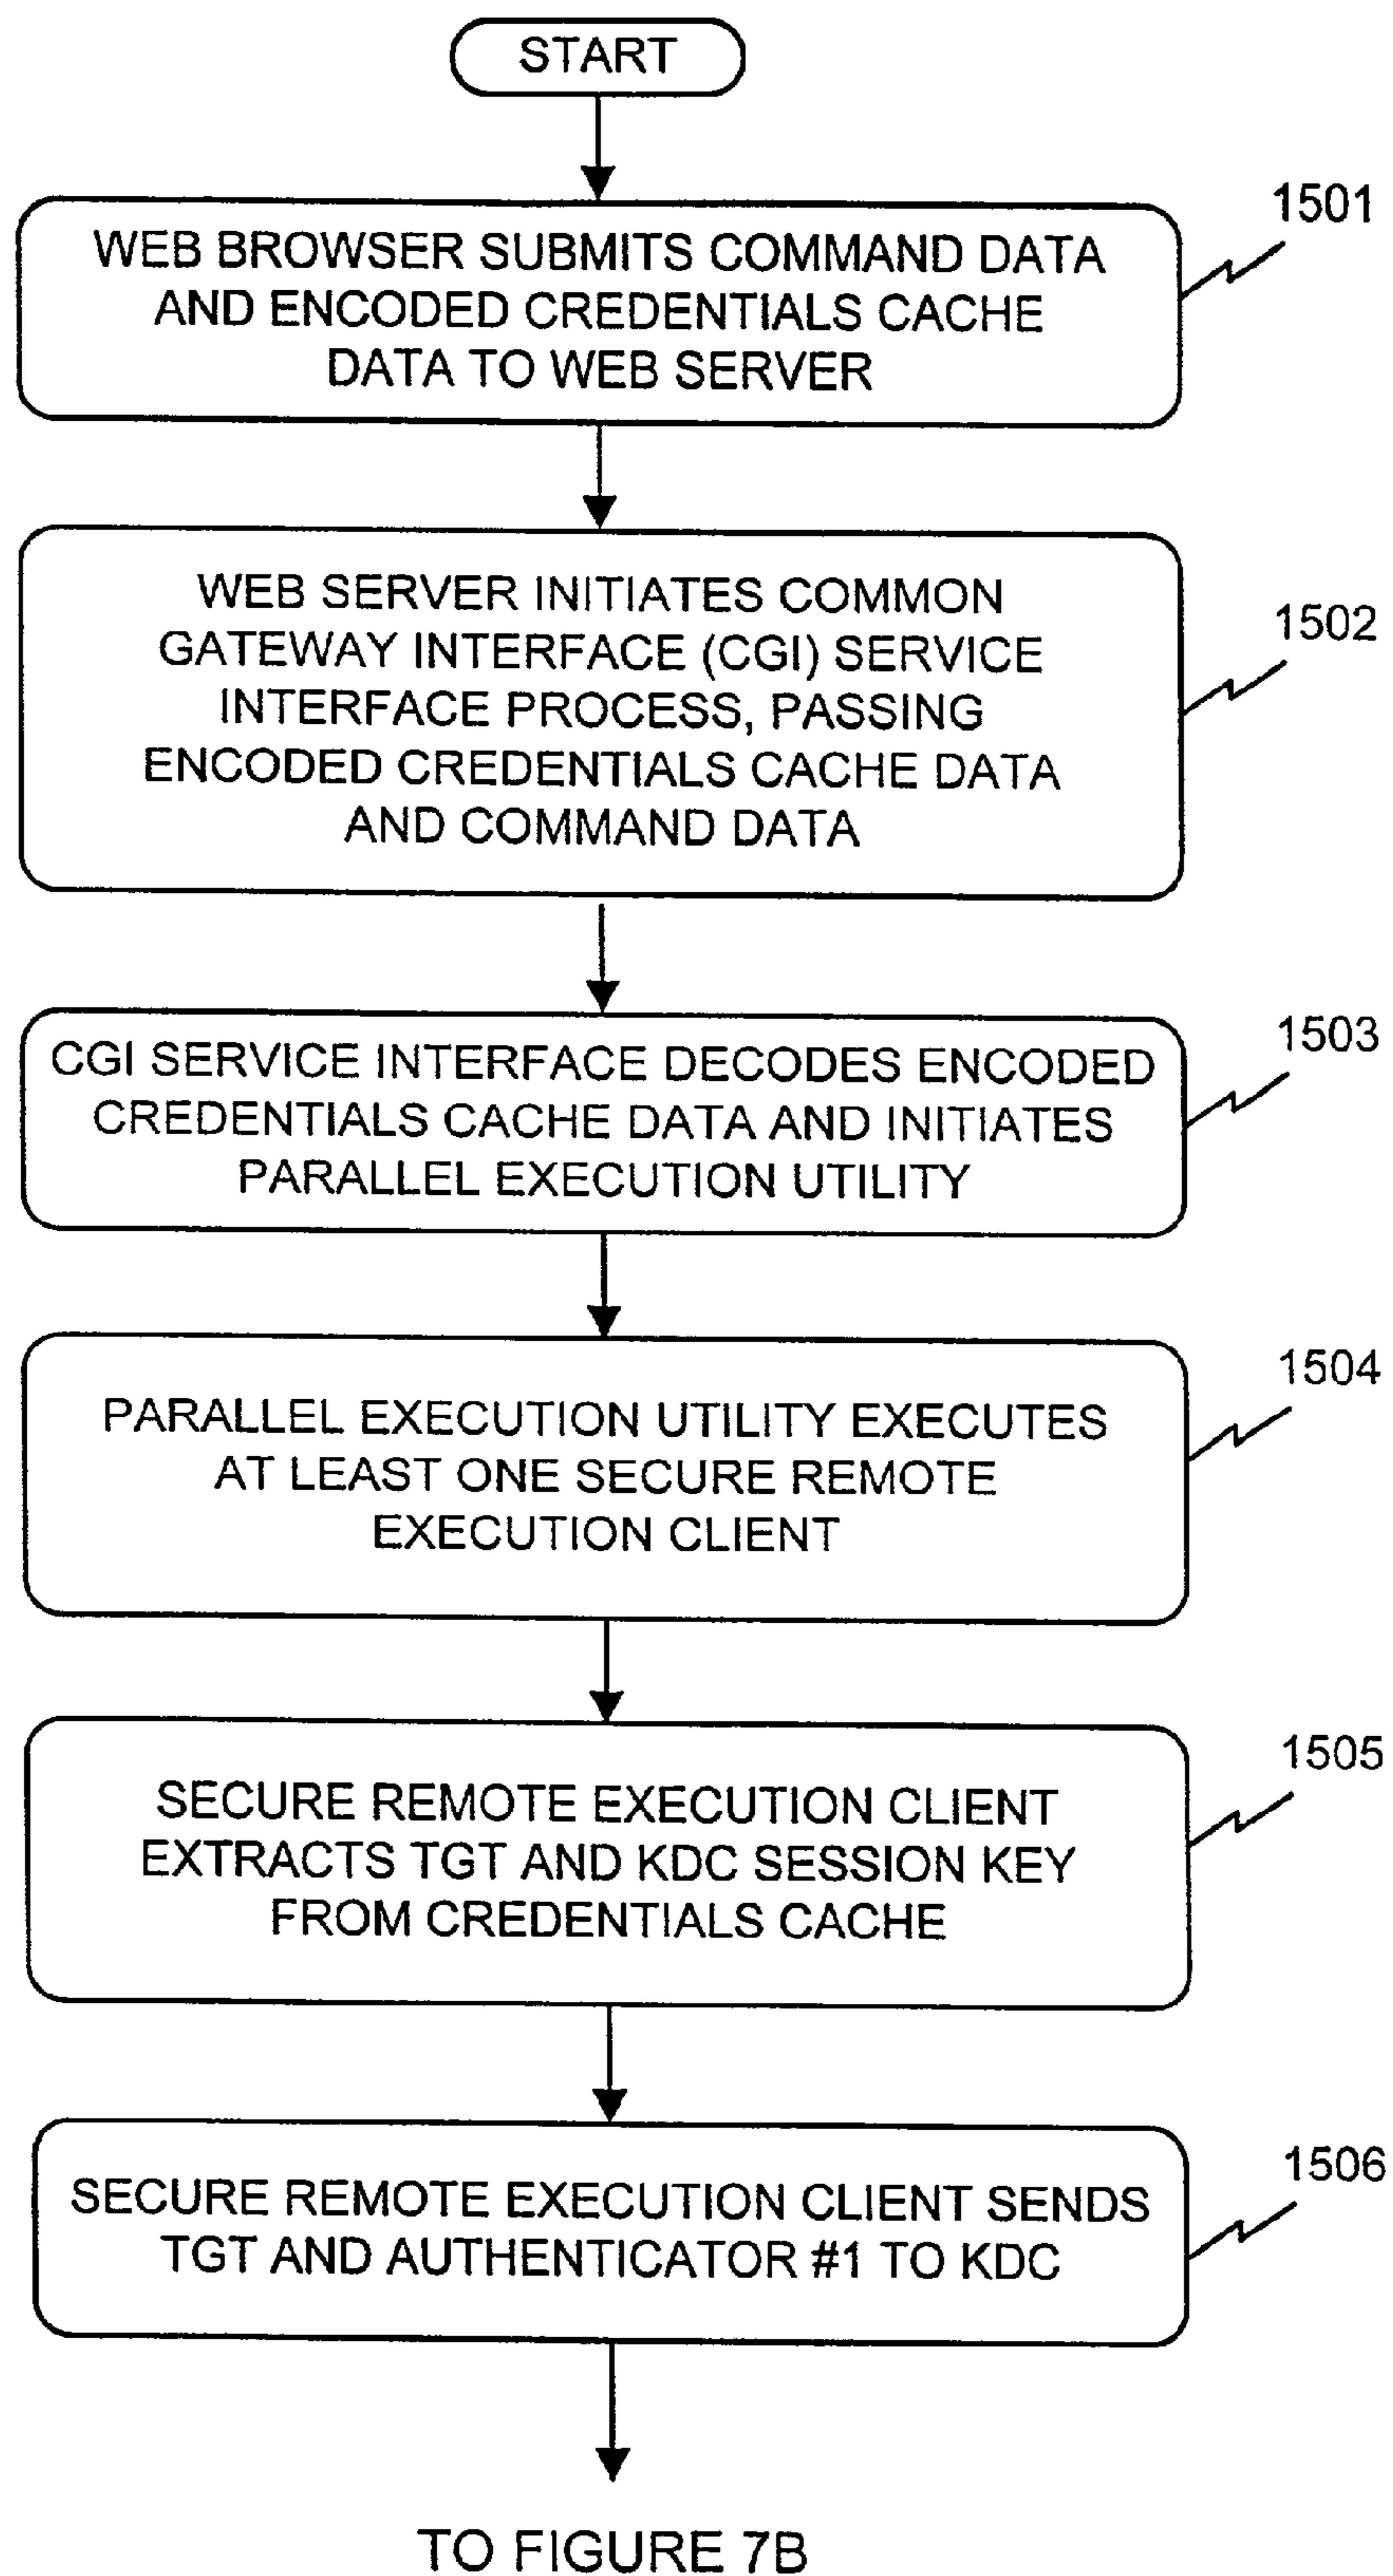 START
1501
WEB BROWSER SUBMITS COMMAND DATA
AND ENCODED CREDENTIALS CACHE
DATA TO WEB SERVER
1502
WEB SERVER INITIATES COMMON
GATEWAY INTERFACE (CGI) SERVICE
INTERFACE PROCESS, PASSING
ENCODED CREDENTIALS CACHE DATA
AND COMMAND DATA
1503
CGI SERVICE INTERFACE DECODES ENCODED
CREDENTIALS CACHE DATA AND INITIATES
PARALLEL EXECUTION UTILITY
1504
PARALLEL EXECUTION UTILITY EXECUTES
AT LEAST ONE SECURE REMOTE
EXECUTION CLIENT
1505
SECURE REMOTE EXECUTION CLIENT
EXTRACTS TGT AND KDC SESSION KEY
FROM CREDENTIALS CACHE
1506
SECURE REMOTE EXECUTION CLIENT SENDS
TGT AND AUTHENTICATOR #1 TO KDC
TO FIGURE 7B